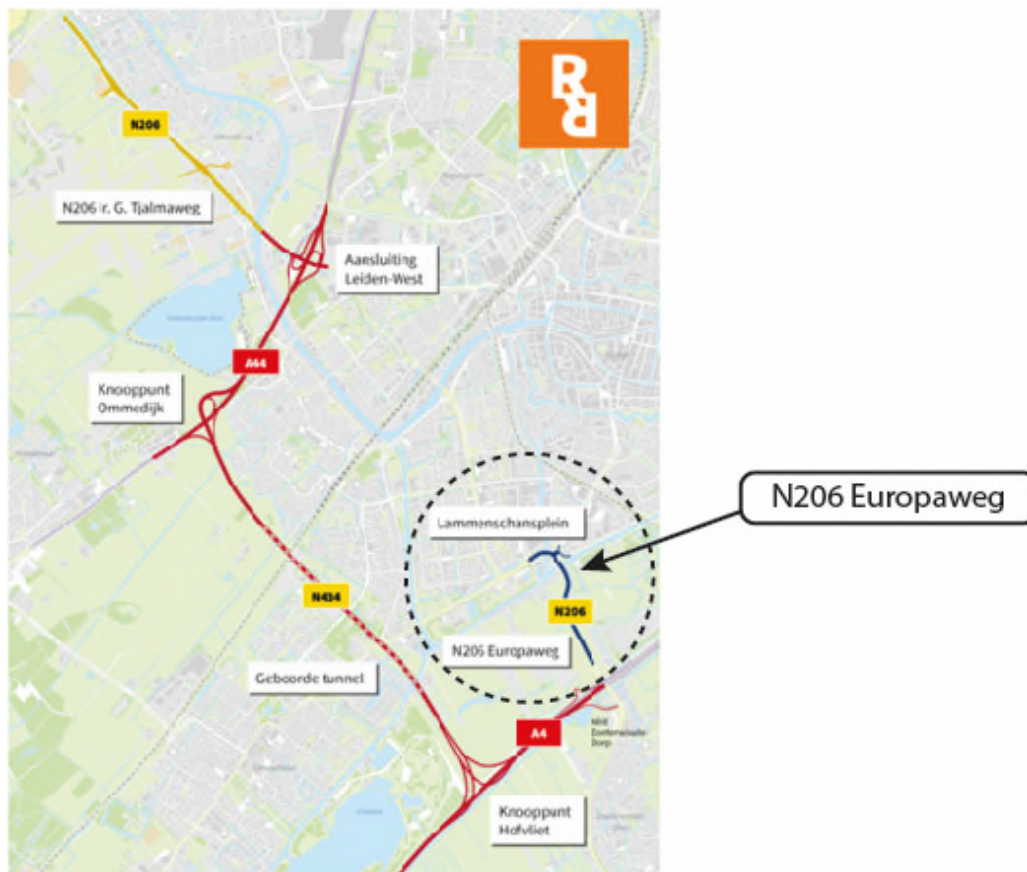 R
R
N206
N206 ir. G. Tjalmaweg
Aansluiting
Leiden-West
A44
Knooppunt
Ommedijk
N206 Europaweg
Lammenschansplein
N434
N206
N206 Europaweg
Geboorde tunnel
A4
Knooppunt
Hofvliet